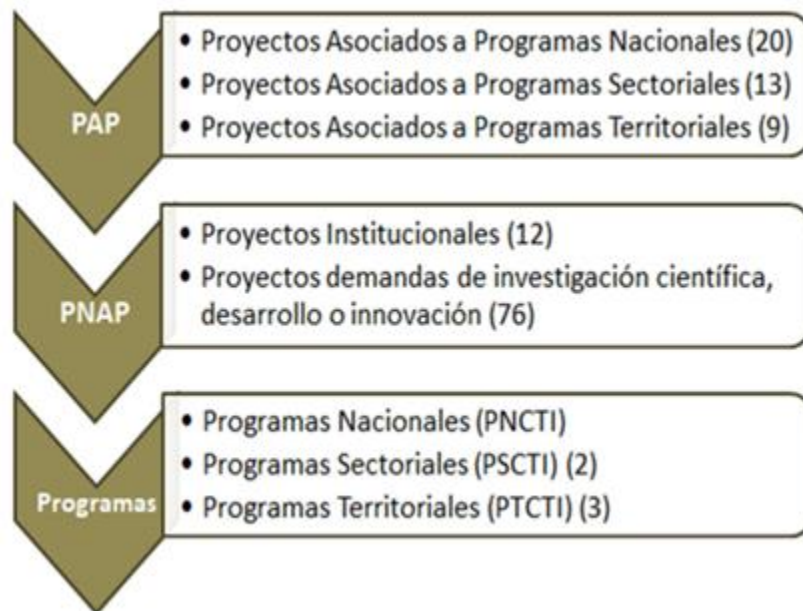 PAP
• Proyectos Asociados a Programas Nacionales (20)
• Proyectos Asociados a Programas Sectoriales (13)
• Proyectos Asociados a Programas Territoriales (9)
PNAP
• Proyectos Institucionales (12)
• Proyectos demandas de investigación científica,
desarrollo o innovación (76)
Programas
• Programas Nacionales (PNCTI)
• Programas Sectoriales (PSCTI) (2)
• Programas Territoriales (PTCTI) (3)